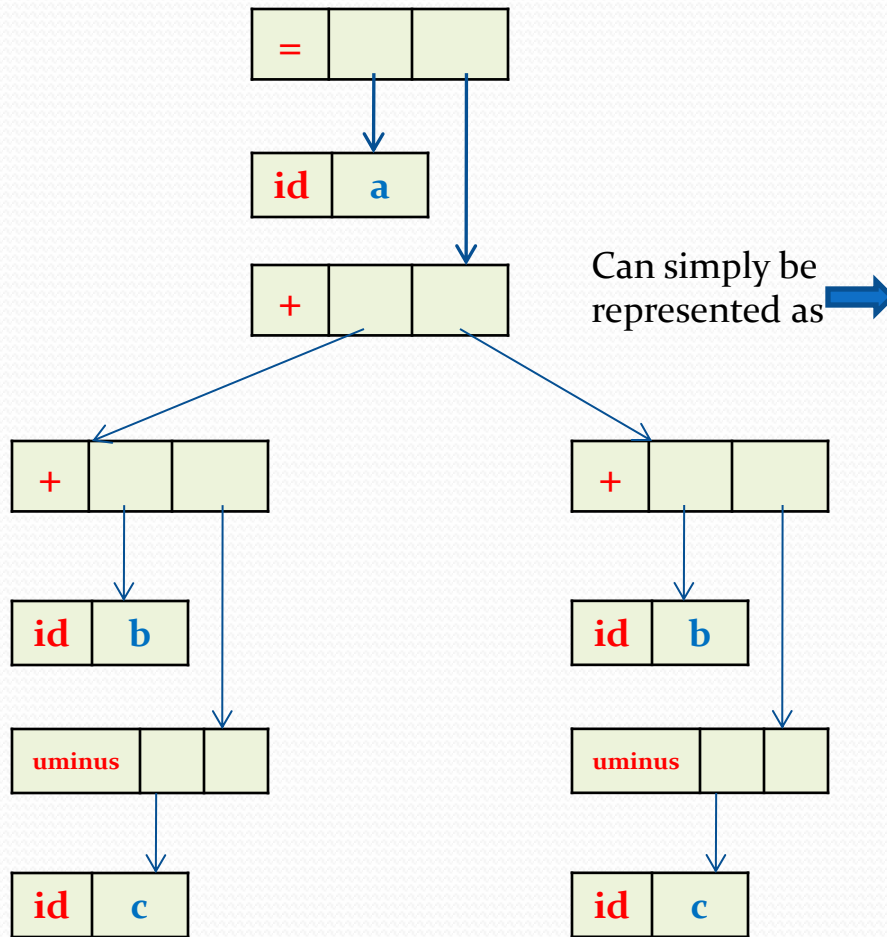 =
id a
Can simply be
represented as
+
+ +
id b id b
uminus uminus
id c id c